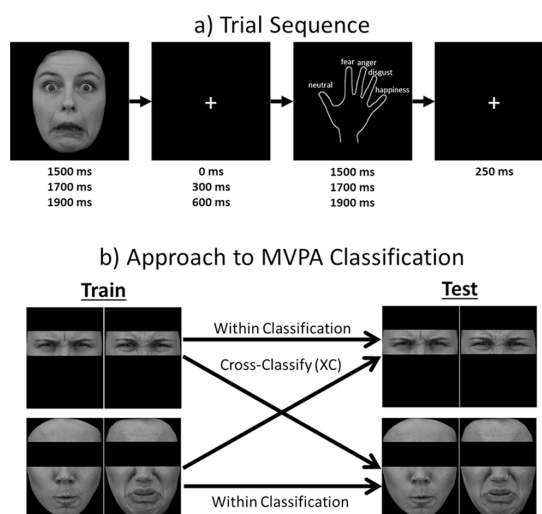 a) Trial Sequence
neutral
fear anger
disgust
happiness
1500 ms 0 ms 1500 ms 250 ms
1700 ms 300 ms 1700 ms
1900 ms 600 ms 1900 ms
b) Approach to MVPA Classification
Train Test
Within Classification
Cross-Classify (XC)
Within Classification